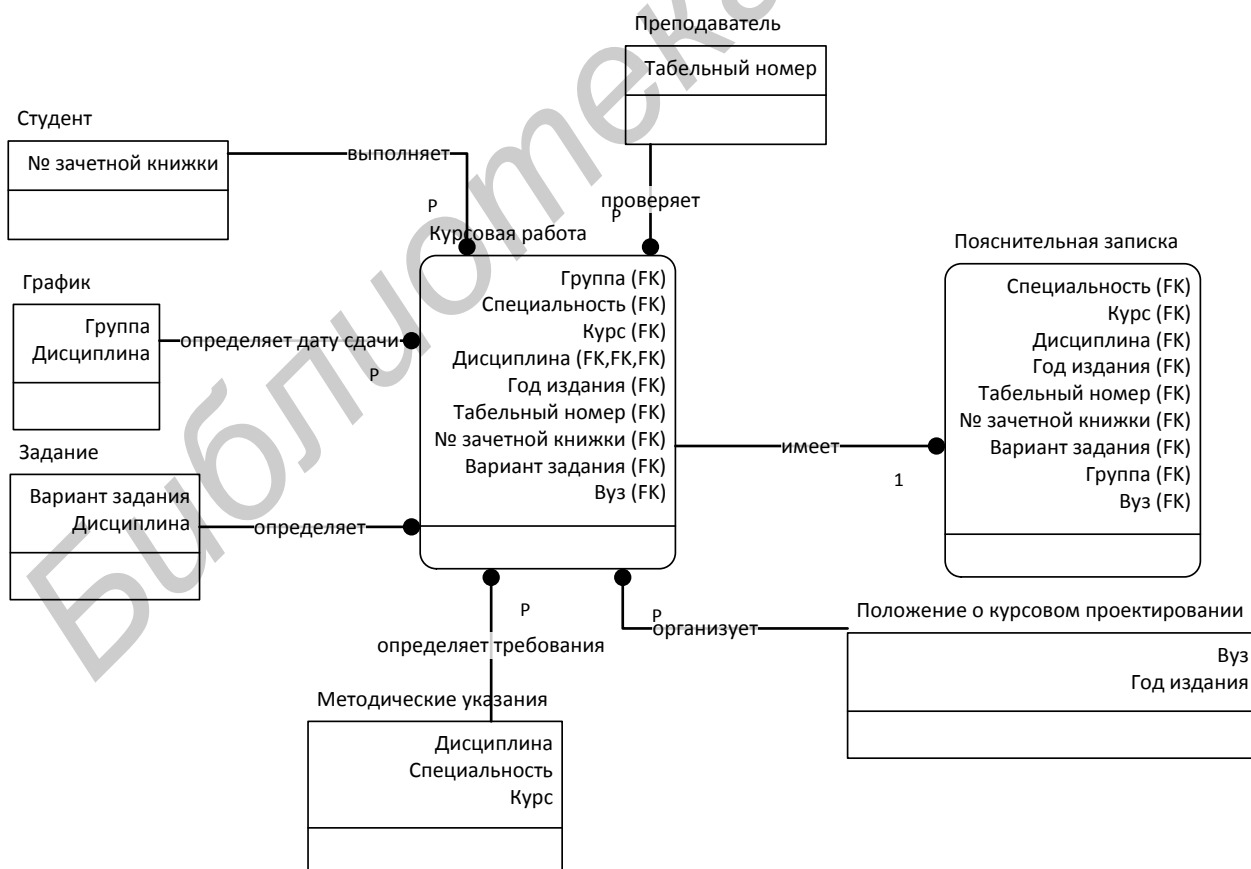 Преподаватель
Табельный номер
Студент
№ зачетной книжки
выполняет
Р
проверяет
Р
Курсовая работа
Группа (FK)
Специальность (FK)
Курс (FK)
Дисциплина (FK,FK,FK)
Год издания (FK)
Табельный номер (FK)
№ зачетной книжки (FK)
Вариант задания (FK)
Вуз (FK)
Пояснительная записка
Специальность (FK)
Курс (FK)
Дисциплина (FK)
Год издания (FK)
Табельный номер (FK)
№ зачетной книжки (FK)
Вариант задания (FK)
Группа (FK)
Вуз (FK)
График
Группа
Дисциплина
определяет дату сдачи
Р
Задание
Вариант задания
Дисциплина
определяет
имеет
1
Р
определяет требования
Р
организует
Положение о курсовом проектировании
Вуз
Год издания
Методические указания
Дисциплина
Специальность
Курс
Библиотека